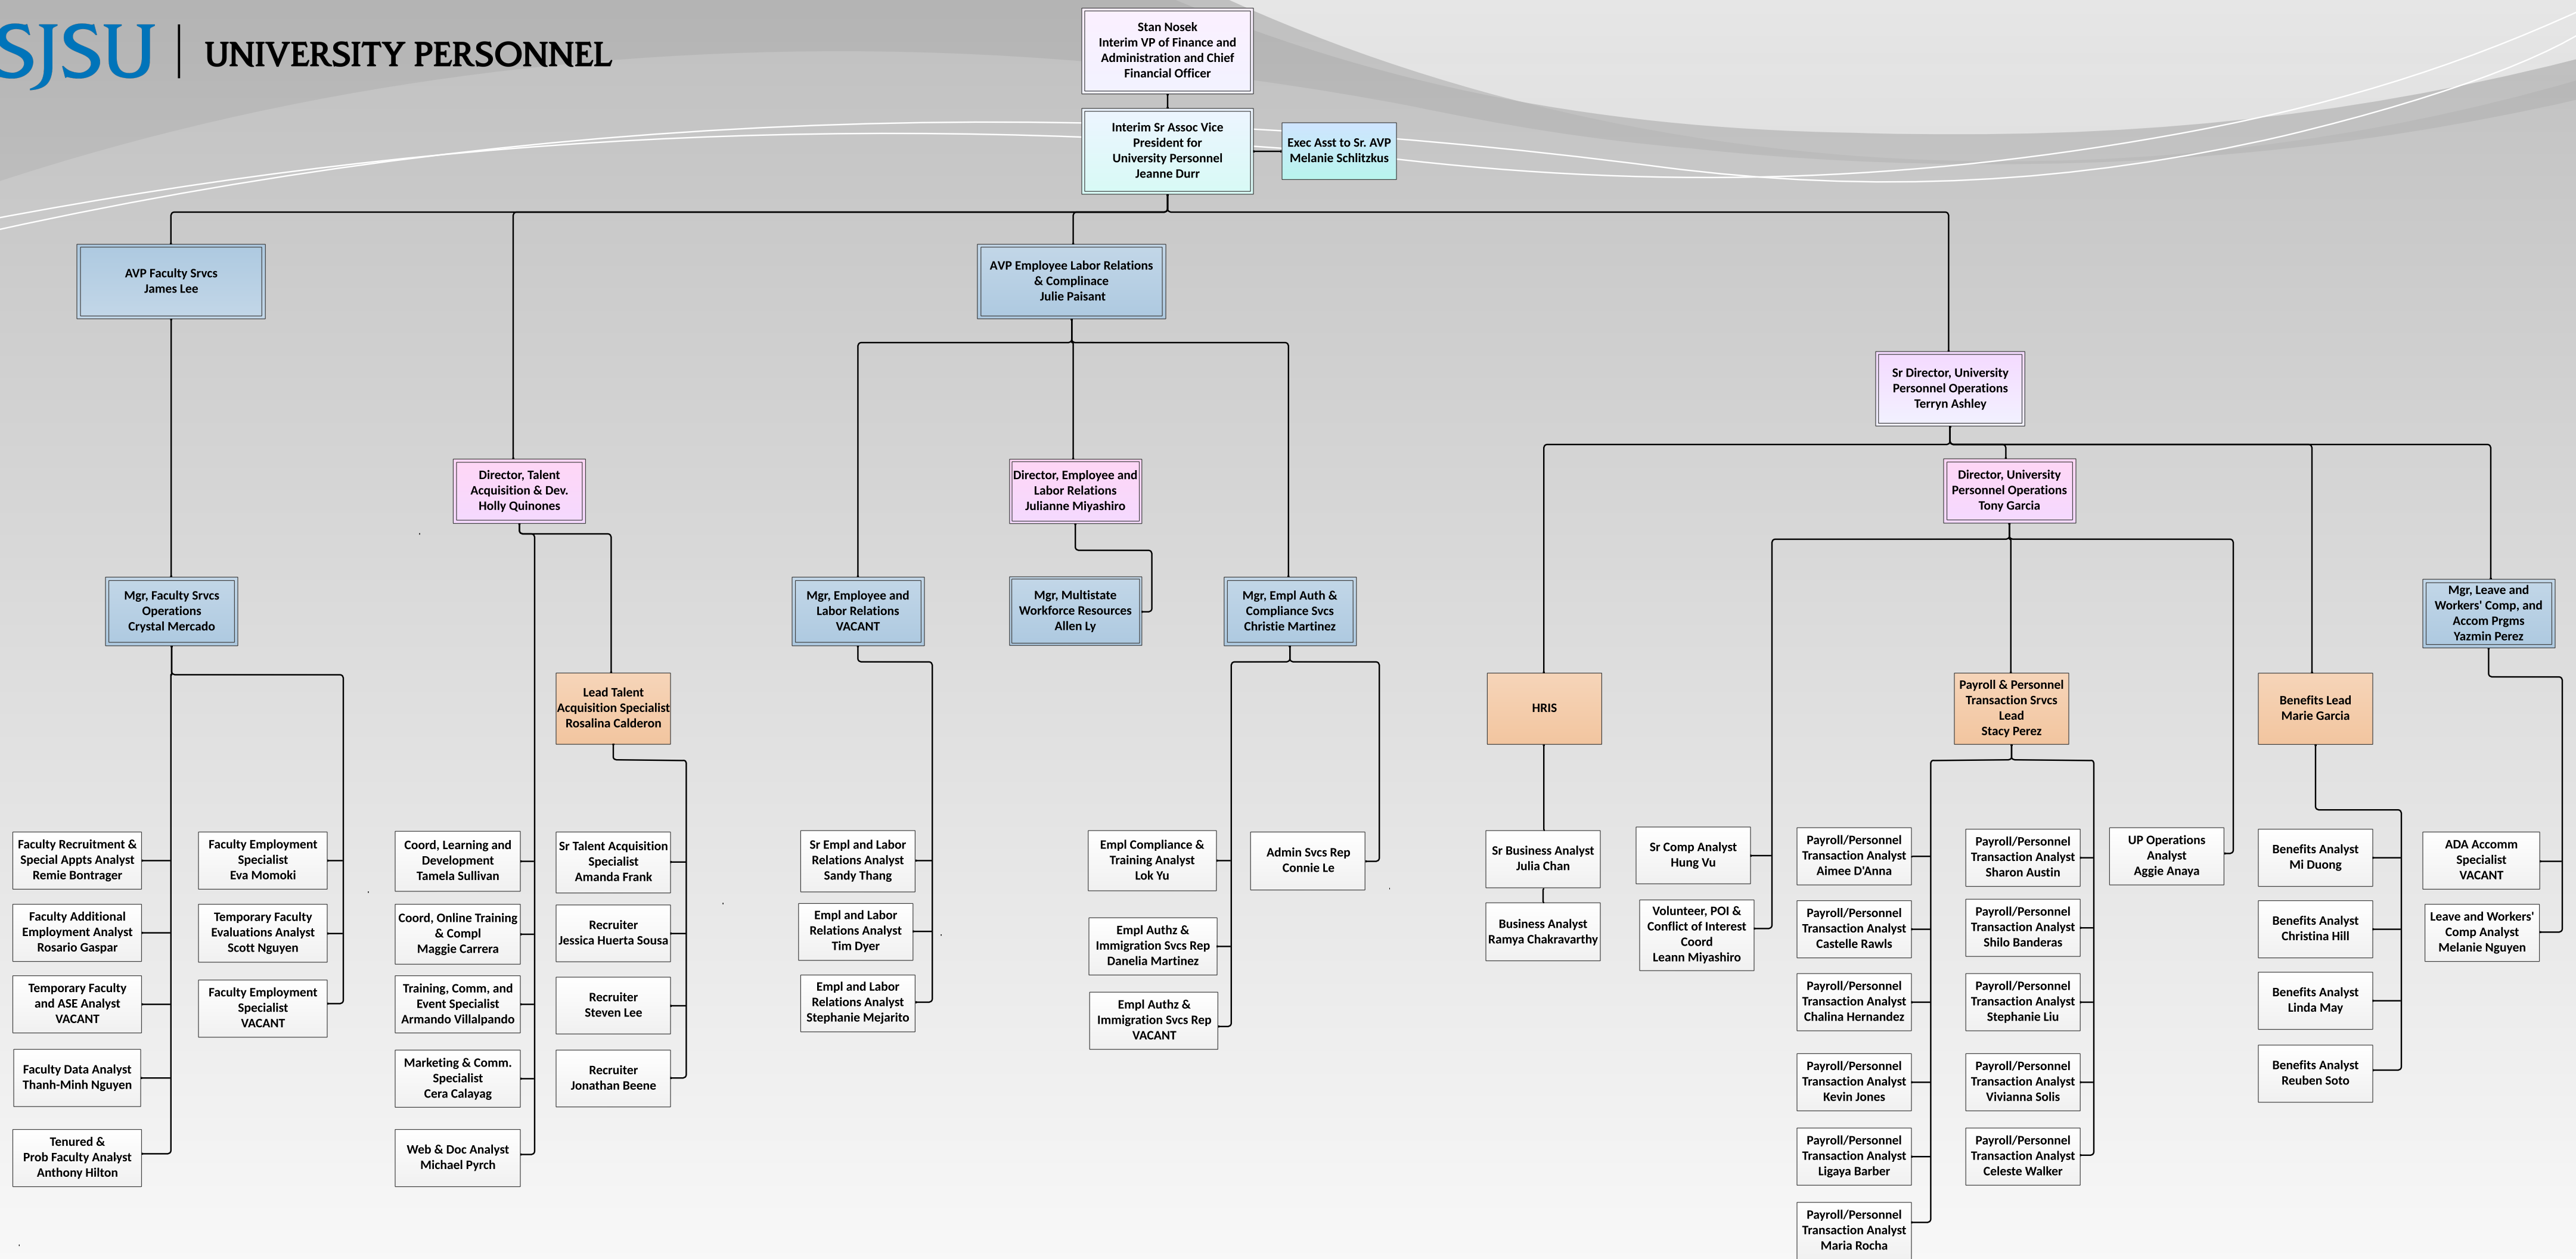 SJSU | UNIVERSITY PERSONNEL
Stan Nosek
Interim VP of Finance and
Administration and Chief
Financial Officer
Interim Sr Assoc Vice
President for
University Personnel
Jeanne Durr
Exec Asst to Sr. AVP
Melanie Schlitzkus
AVP Faculty Srvcs
James Lee
AVP Employee Labor Relations
& Complinace
Julie Paisant
Sr Director, University
Personnel Operations
Terryn Ashley
Director, Talent
Acquisition & Dev.
Holly Quinones
Director, Employee and
Labor Relations
Julianne Miyashiro
Director, University
Personnel Operations
Tony Garcia
Mgr, Faculty Srvcs
Operations
Crystal Mercado
Mgr, Employee and
Labor Relations
VACANT
Mgr, Multistate
Workforce Resources
Allen Ly
Mgr, Empl Auth &
Compliance Svcs
Christie Martinez
Mgr, Leave and
Workers' Comp, and
Accom Prgms
Yazmin Perez
Lead Talent
Acquisition Specialist
Rosalina Calderon
HRIS
Payroll & Personnel
Transaction Srvcs
Lead
Stacy Perez
Benefits Lead
Marie Garcia
Faculty Recruitment &
Special Appts Analyst
Remie Bontrager
Faculty Additional
Employment Analyst
Rosario Gaspar
Temporary Faculty
and ASE Analyst
VACANT
Faculty Data Analyst
Thanh-Minh Nguyen
Tenured &
Prob Faculty Analyst
Anthony Hilton
Faculty Employment
Specialist
Eva Momoki
Temporary Faculty
Evaluations Analyst
Scott Nguyen
Faculty Employment
Specialist
VACANT
Coord, Learning and
Development
Tamela Sullivan
Coord, Online Training
& Compl
Maggie Carrera
Training, Comm, and
Event Specialist
Armando Villalpando
Marketing & Comm.
Specialist
Cera Calayag
Web & Doc Analyst
Michael Pyrch
Sr Talent Acquisition
Specialist
Amanda Frank
Recruiter
Jessica Huerta Sousa
Recruiter
Steven Lee
Recruiter
Jonathan Beene
Sr Empl and Labor
Relations Analyst
Sandy Thang
Empl and Labor
Relations Analyst
Tim Dyer
Empl and Labor
Relations Analyst
Stephanie Mejarito
Empl Compliance &
Training Analyst
Lok Yu
Empl Authz &
Immigration Svcs Rep
Danelia Martinez
Empl Authz &
Immigration Svcs Rep
VACANT
Admin Svcs Rep
Connie Le
Sr Business Analyst
Julia Chan
Business Analyst
Ramya Chakravarthy
Sr Comp Analyst
Hung Vu
Volunteer, POI &
Conflict of Interest
Coord
Leann Miyashiro
Payroll/Personnel
Transaction Analyst
Aimee D'Anna
Payroll/Personnel
Transaction Analyst
Castelle Rawls
Payroll/Personnel
Transaction Analyst
Chalina Hernandez
Payroll/Personnel
Transaction Analyst
Kevin Jones
Payroll/Personnel
Transaction Analyst
Ligaya Barber
Payroll/Personnel
Transaction Analyst
Maria Rocha
Payroll/Personnel
Transaction Analyst
Sharon Austin
Payroll/Personnel
Transaction Analyst
Shilo Banderas
Payroll/Personnel
Transaction Analyst
Stephanie Liu
Payroll/Personnel
Transaction Analyst
Vivianna Solis
Payroll/Personnel
Transaction Analyst
Celeste Walker
UP Operations
Analyst
Aggie Anaya
Benefits Analyst
Mi Duong
Benefits Analyst
Christina Hill
Benefits Analyst
Linda May
Benefits Analyst
Reuben Soto
ADA Accomm
Specialist
VACANT
Leave and Workers'
Comp Analyst
Melanie Nguyen